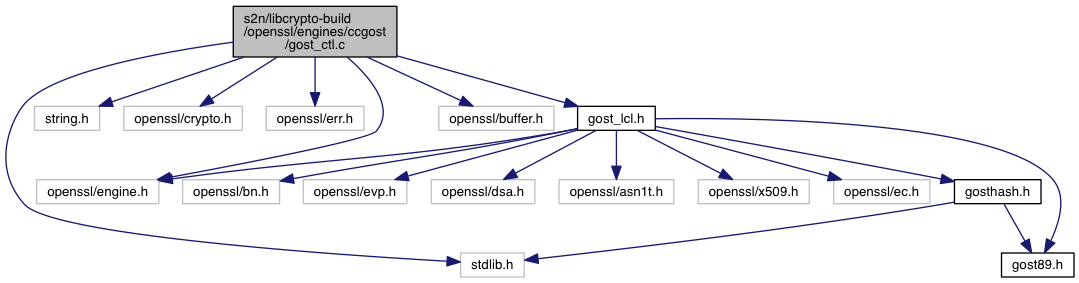 s2n/libcrypto-build
/openssl/engines/ccgost
/gost_ctl.c
string.h
openssl/crypto.h
openssl/err.h
openssl/buffer.h
gost_lcl.h
openssl/engine.h
openssl/bn.h
openssl/evp.h
openssl/dsa.h
openssl/asn1t.h
openssl/x509.h
openssl/ec.h
gosthash.h
stdlib.h
gost89.h